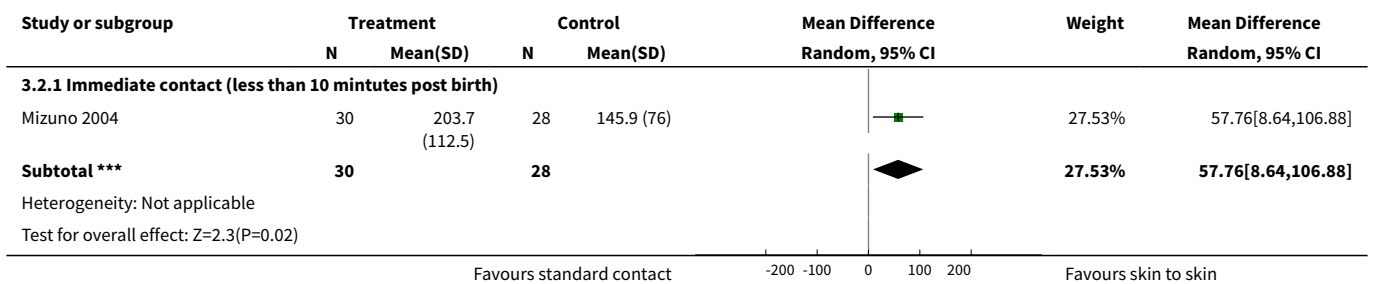 Study or subgroup Treatment Control Mean Difference Weight Mean Difference
N Mean(SD) N Mean(SD) Random, 95% CI Random, 95% CI
3.2.1 Immediate contact (less than 10 mintutes post birth)
Mizuno 2004 30 203.7 28 145.9 (76) 27.53% 57.76[8.64,106.88]
(112.5)
Subtotal *** 30 28 27.53% 57.76[8.64,106.88]
Heterogeneity: Not applicable
Test for overall effect: Z=2.3(P=0.02)
Favours standard contact -200 -100 0 100 200 Favours skin to skin